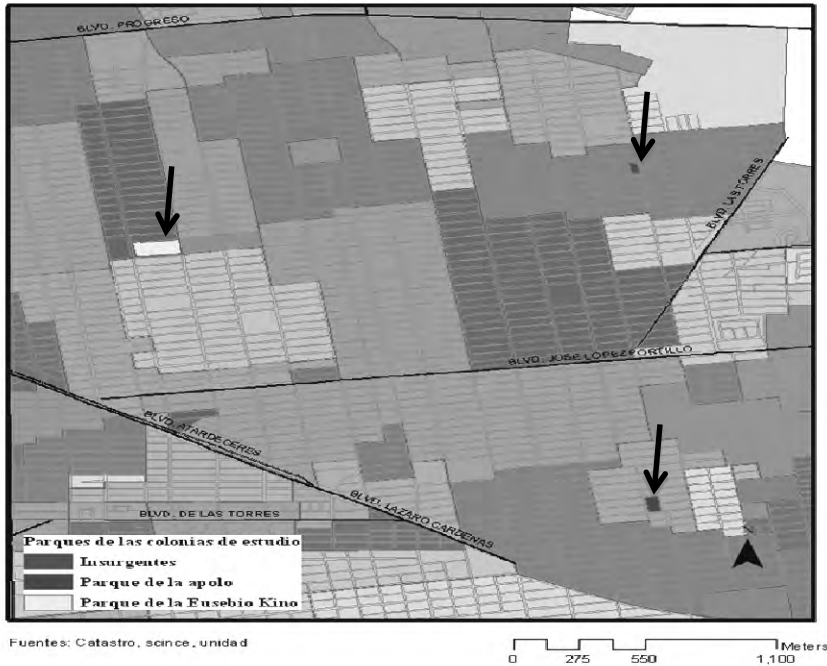 BLVD. PROGRESO
BLVD. LAS TORRES
BLVD. JOSE LOPEZ PORTILLO
BLVD. ATARDECERES
BLVD. LAZARO CARDENAS
BLVD. DE LAS TORRES
Parques de las colonias de estudio
Insurgentes
Parque de la apolo
Parque de la Eusebio Kino
Fuentes: Catastro, scince, unidad
Meters
0 275 550 1,100